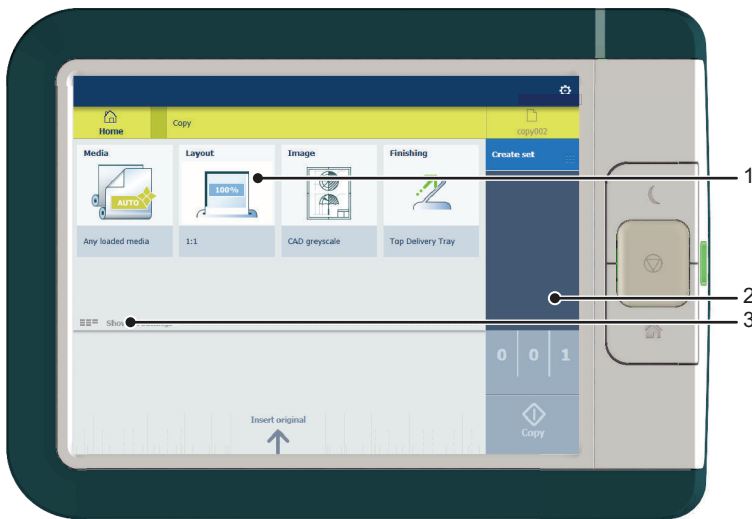 Home
Copy
copy002
Media
Layout
Image
Finishing
Create set
AUTO
100%
Any loaded media
1:1
CAD greyscale
Top Delivery Tray
1
2
3
0 0 1
Insert original
Copy